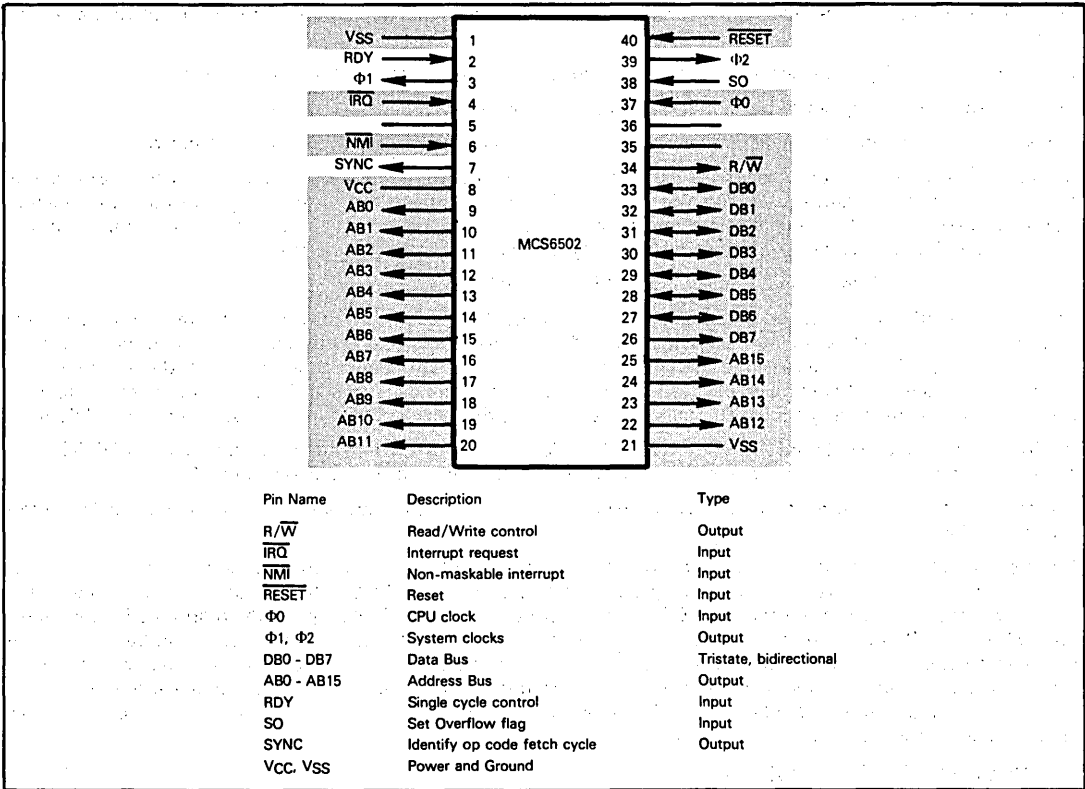 VSS 1 40 RESET
RDY 2 39 Φ2
Φ1 3 38 SO
IRQ 4 37 Φ0
5 36
NMI 6 35
SYNC 7 34 R/W
VCC 8 33 DB0
AB0 9 32 DB1
AB1 10 31 DB2
AB2 11 MCS6502 30 DB3
AB3 12 29 DB4
AB4 13 28 DB5
AB5 14 27 DB6
AB6 15 26 DB7
AB7 16 25 AB15
AB8 17 24 AB14
AB9 18 23 AB13
AB10 19 22 AB12
AB11 20 21 VSS
Pin Name Description Type
R/W Read/Write control Output
IRQ Interrupt request Input
NMI Non-maskable interrupt Input
RESET Reset Input
Φ0 CPU clock Input
Φ1, Φ2 System clocks Output
DB0 - DB7 Data Bus Tristate, bidirectional
AB0 - AB15 Address Bus Output
RDY Single cycle control Input
SO Set Overflow flag Input
SYNC Identify op code fetch cycle Output
VCC, VSS Power and Ground